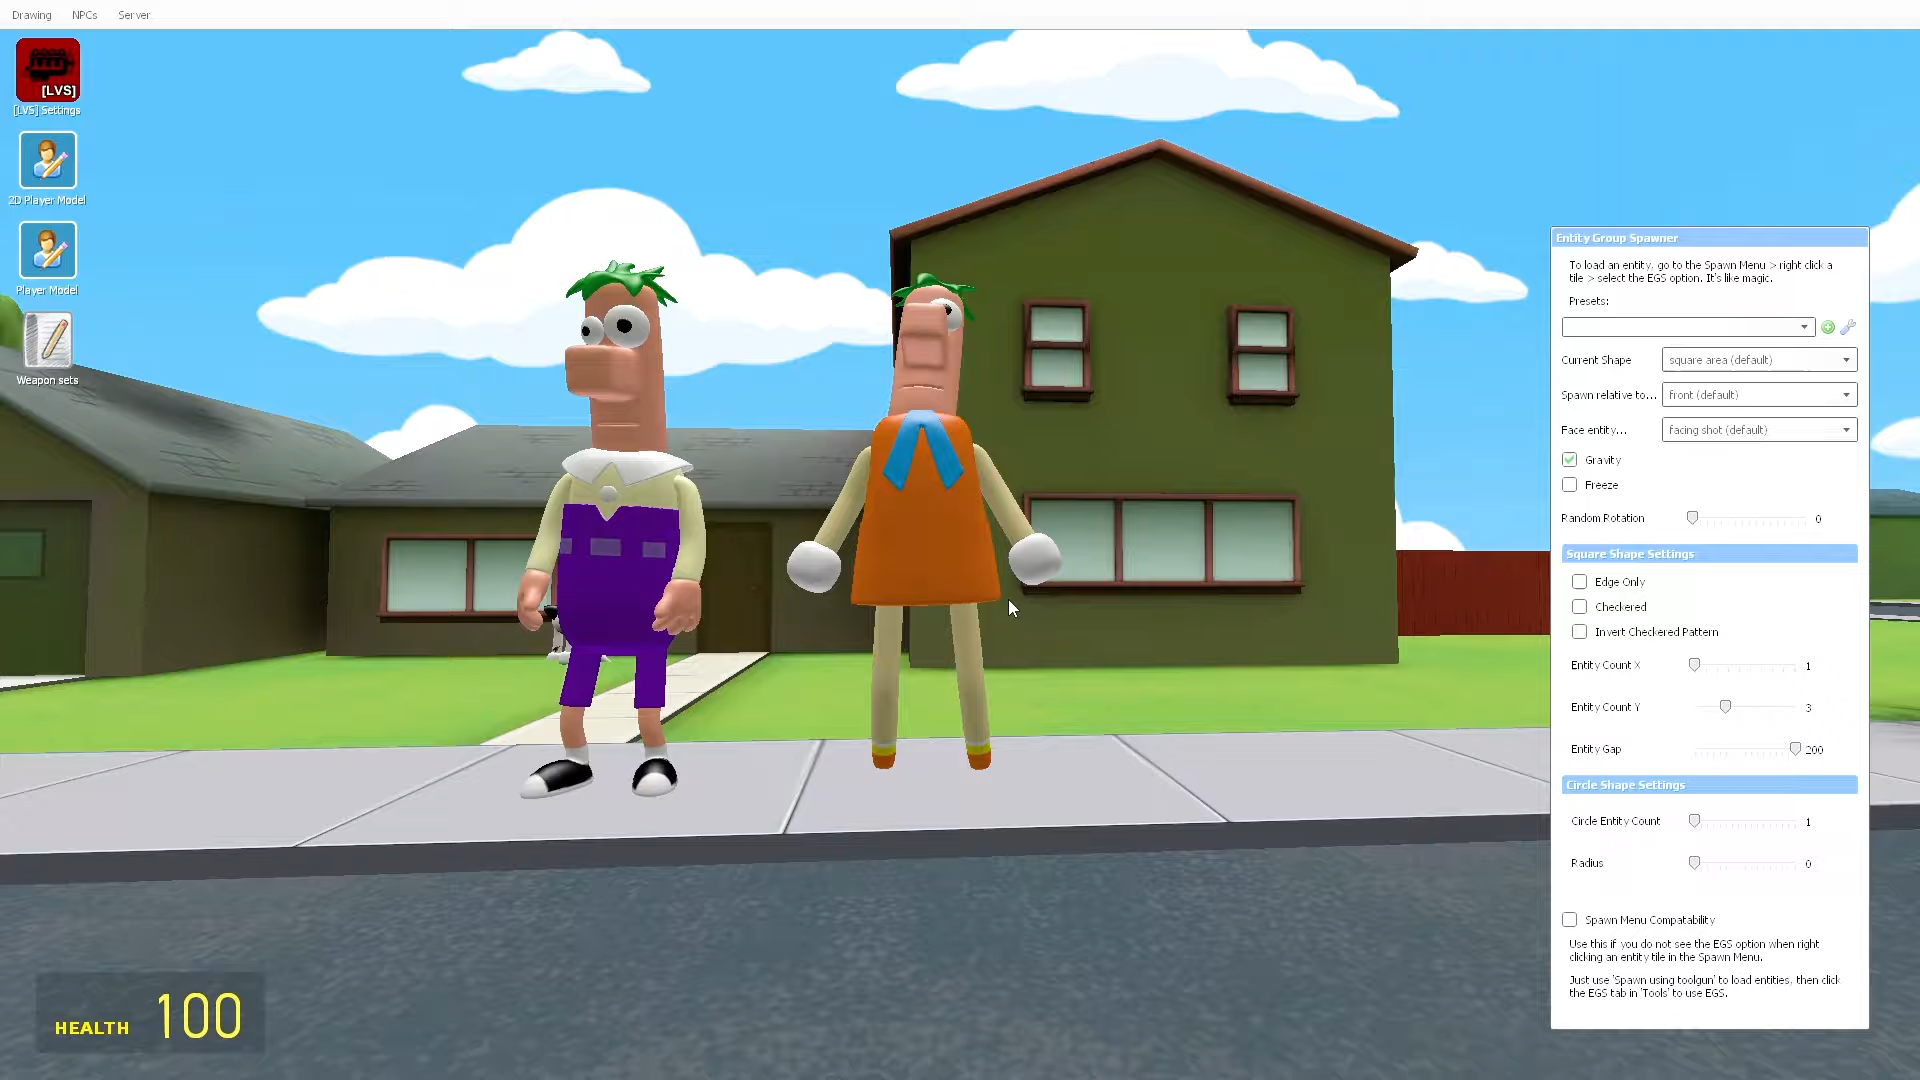 Drawing NPCs Server
[LVS]
[LVS] Settings
2D Player Model
Player Model
Weapon sets
HEALTH 100
Entity Group Spawner
To load an entity, go to the Spawn Menu > right click a
tile > select the EGS option. It's like magic.
Presets:
Current Shape square area (default)
Spawn relative to... front (default)
Face entity... facing shot (default)
Gravity
Freeze
Random Rotation 0
Square Shape Settings
Edge Only
Checkered
Invert Checkered Pattern
Entity Count X 1
Entity Count Y 3
Entity Gap 200
Circle Shape Settings
Circle Entity Count 1
Radius 0
Spawn Menu Compatability
Use this if you do not see the EGS option when right
clicking an entity tile in the Spawn Menu.
Just use 'Spawn using toolgun' to load entities, then click
the EGS tab in 'Tools' to use EGS.